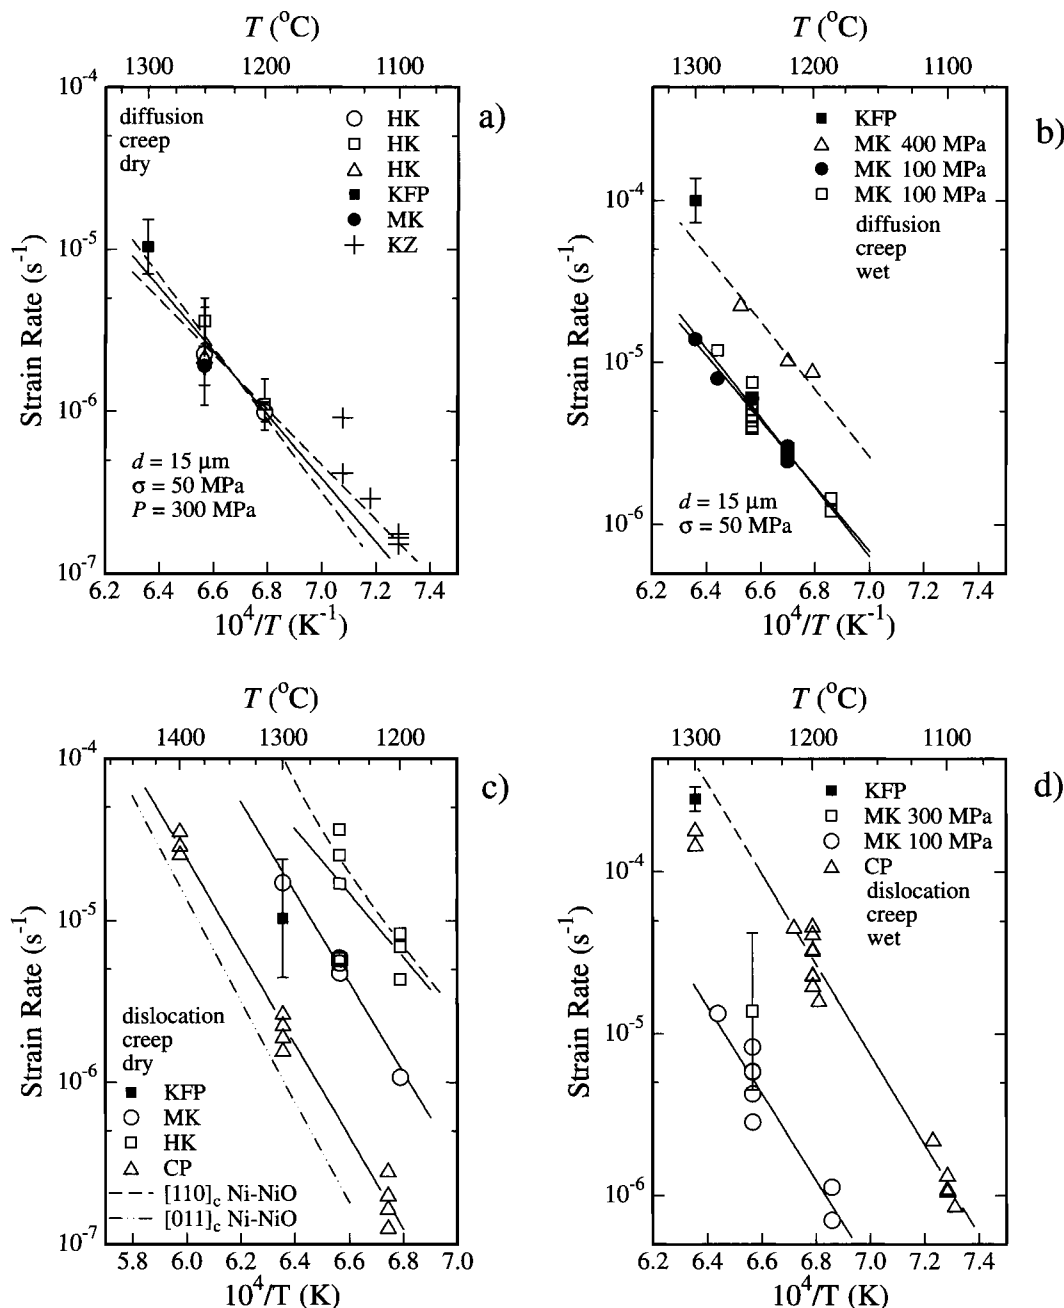 T (°C)
1300 1200 1100
a)
10⁻⁴
10⁻⁵
10⁻⁶
10⁻⁷
Strain Rate (s⁻¹)
diffusion
creep
dry
HK
HK
HK
KFP
MK
KZ
d = 15 μm
σ = 50 MPa
P = 300 MPa
6.2 6.4 6.6 6.8 7.0 7.2 7.4
10⁴/T (K⁻¹)
T (°C)
1300 1200 1100
b)
10⁻⁴
10⁻⁵
10⁻⁶
Strain Rate (s⁻¹)
KFP
MK 400 MPa
MK 100 MPa
MK 100 MPa
diffusion
creep
wet
d = 15 μm
σ = 50 MPa
6.2 6.4 6.6 6.8 7.0 7.2 7.4
10⁴/T (K⁻¹)
T (°C)
1400 1300 1200
c)
10⁻⁴
10⁻⁵
10⁻⁶
10⁻⁷
Strain Rate (s⁻¹)
dislocation
creep
dry
KFP
MK
HK
CP
[110]c Ni-NiO
[011]c Ni-NiO
5.8 6.0 6.2 6.4 6.6 6.8 7.0
10⁴/T (K)
T (°C)
1300 1200 1100
d)
10⁻⁴
10⁻⁵
10⁻⁶
Strain Rate (s⁻¹)
KFP
MK 300 MPa
MK 100 MPa
CP
dislocation
creep
wet
6.2 6.4 6.6 6.8 7.0 7.2 7.4
10⁴/T (K)